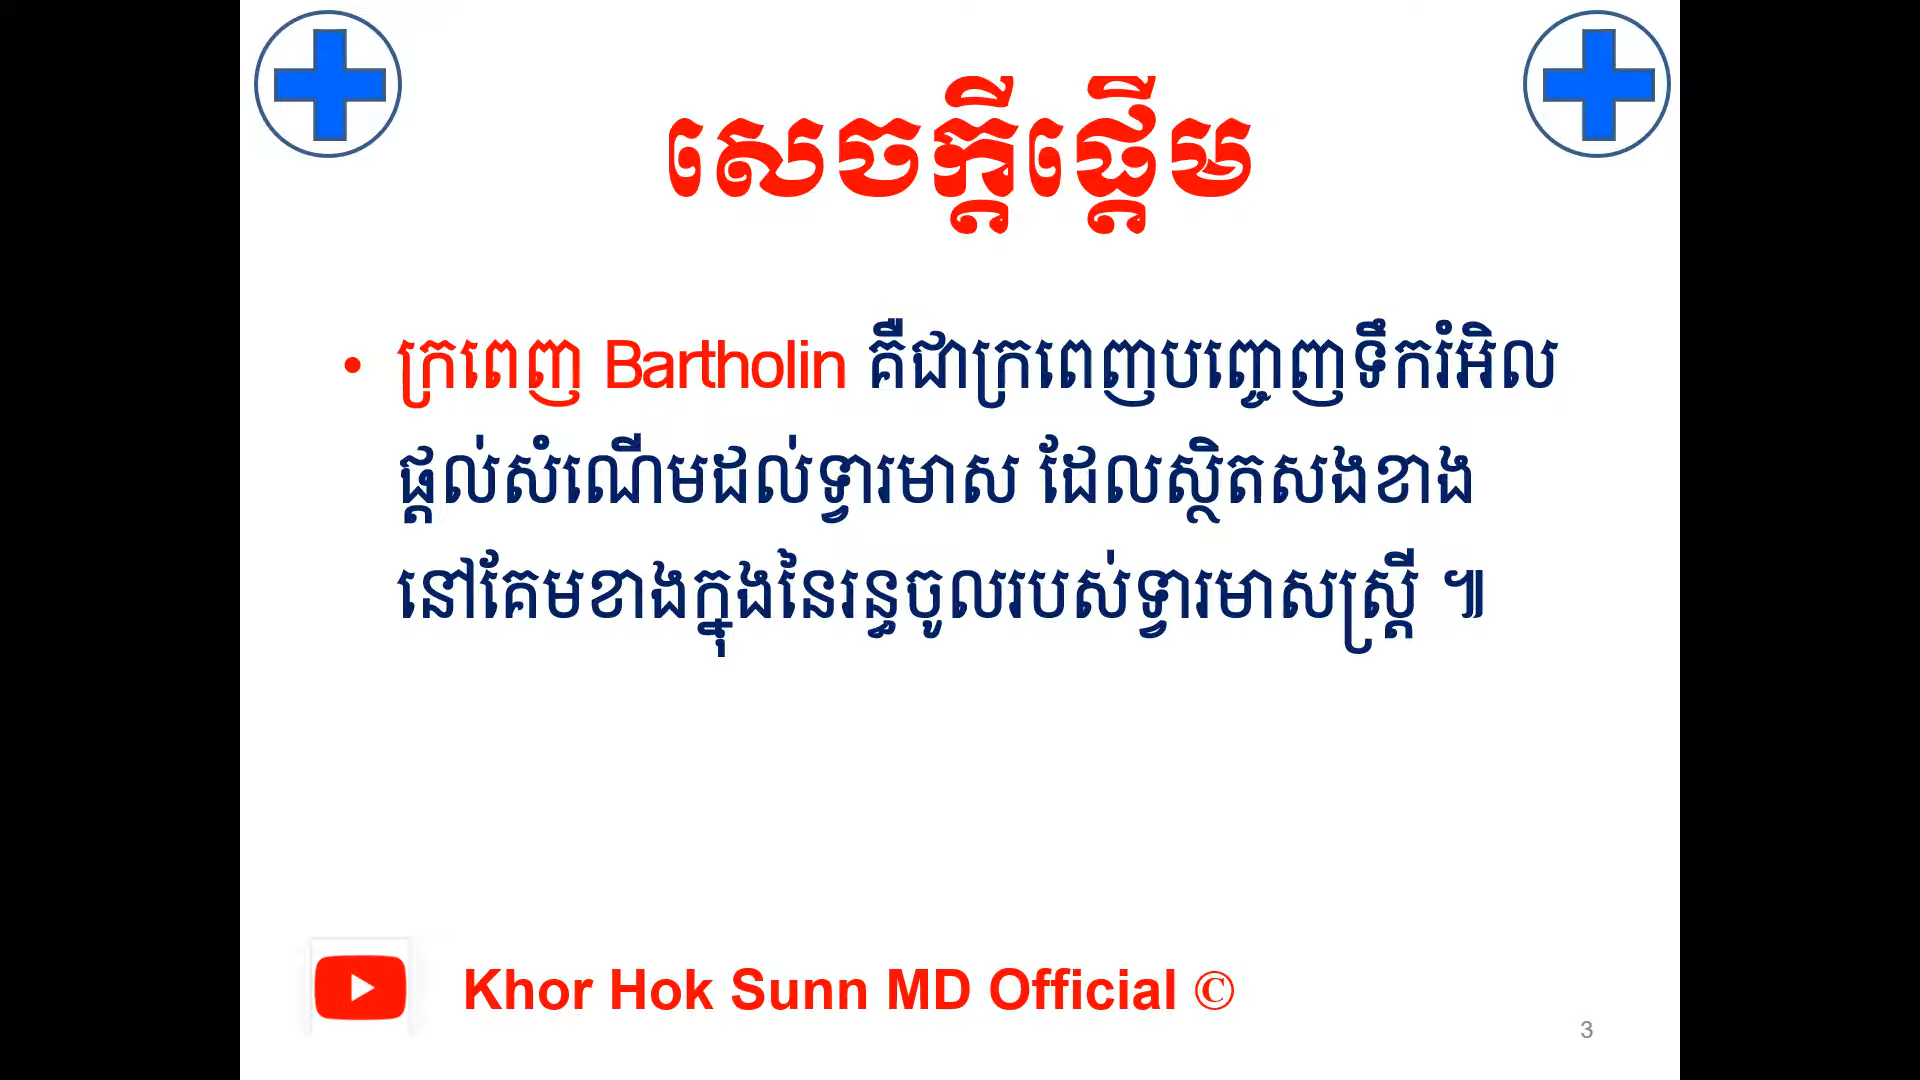 សេចក្តីផ្តើម
• ក្រពេញ Bartholin គឺជាក្រពេញបញ្ចេញទឹករំអិល
ផ្តល់សំណើមដល់ទ្វារមាស ដែលស្ថិតសងខាង
នៅគែមខាងក្នុងនៃរន្ធចូលរបស់ទ្វារមាសស្ត្រី ៕
Khor Hok Sunn MD Official ©
3